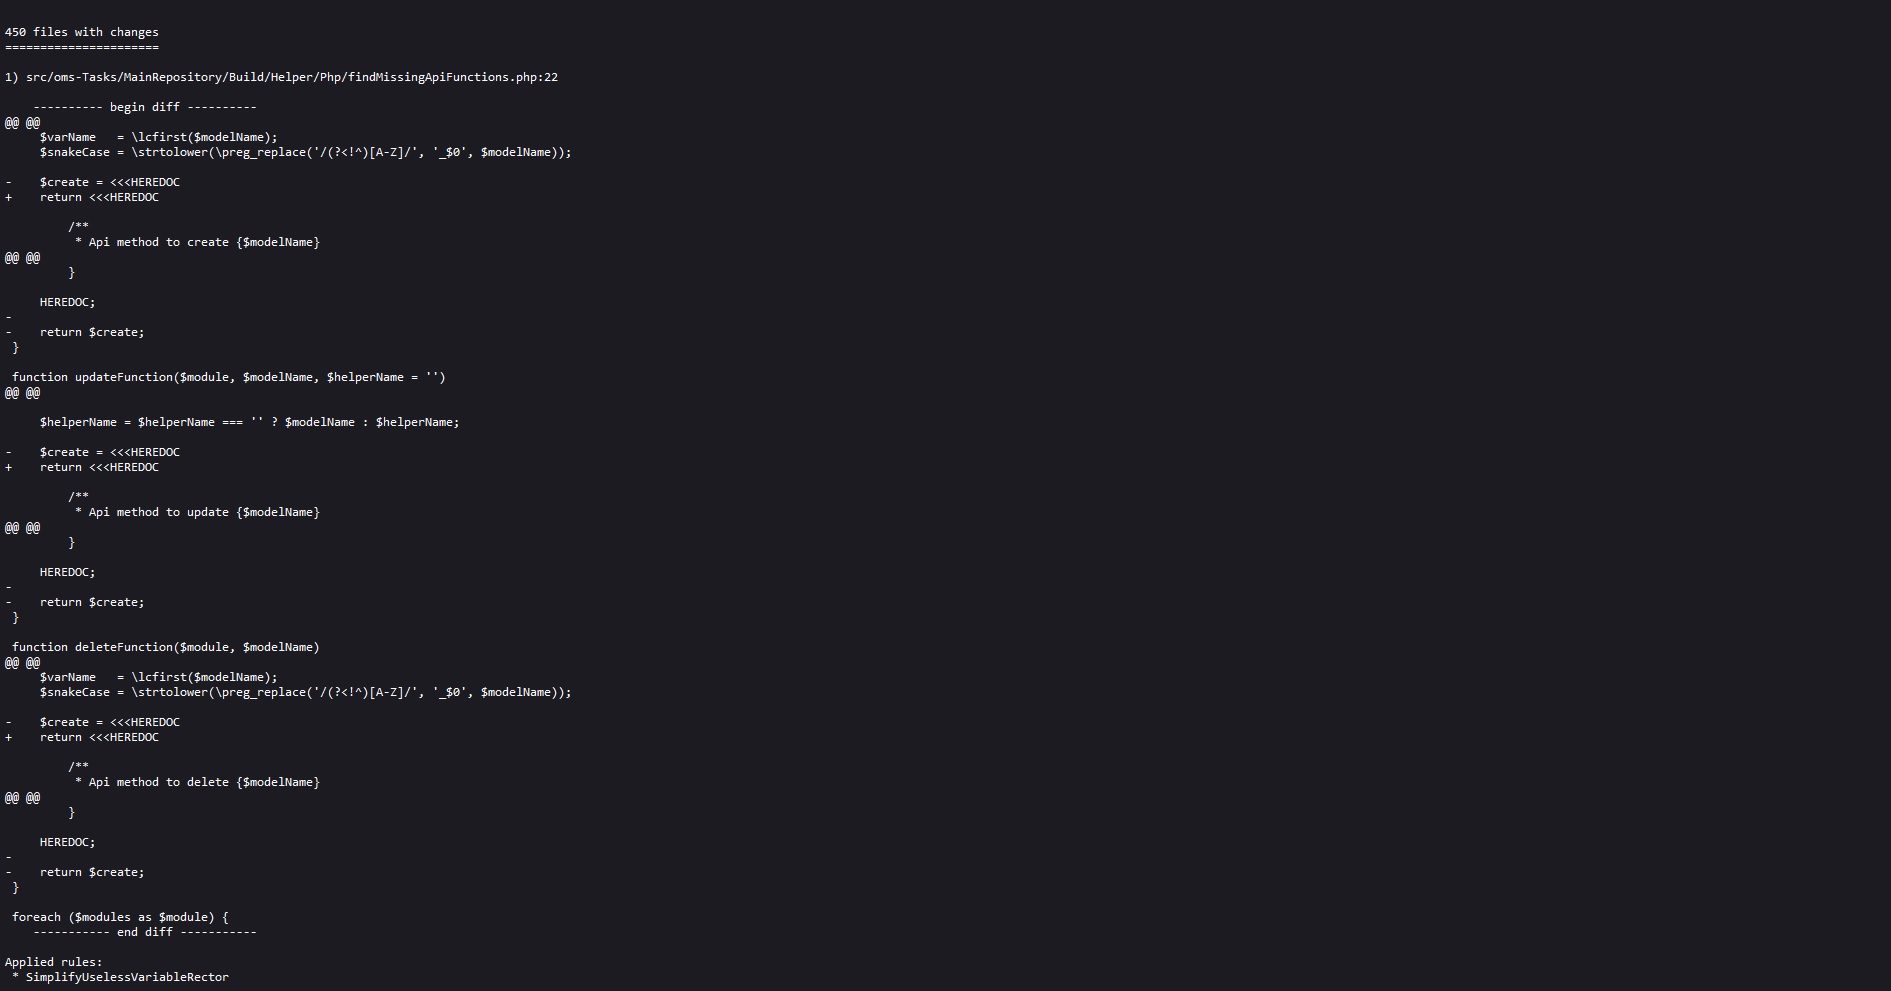 450 files with changes
======================
1) src/oms-Tasks/MainRepository/Build/Helper/Php/findMissingApiFunctions.php:22
---------- begin diff ----------
@@ @@
     $varName   = \lcfirst($modelName);
     $snakeCase = \strtolower(\preg_replace('/(?<!^)[A-Z]/', '_$0', $modelName));
-    $create = <<<HEREDOC
+    return <<<HEREDOC
         /**
          * Api method to create {$modelName}
@@ @@
         }
     HEREDOC;
-
-    return $create;
 }
 function updateFunction($module, $modelName, $helperName = '')
@@ @@
     $helperName = $helperName === '' ? $modelName : $helperName;
-    $create = <<<HEREDOC
+    return <<<HEREDOC
         /**
          * Api method to update {$modelName}
@@ @@
         }
     HEREDOC;
-
-    return $create;
 }
 function deleteFunction($module, $modelName)
@@ @@
     $varName   = \lcfirst($modelName);
     $snakeCase = \strtolower(\preg_replace('/(?<!^)[A-Z]/', '_$0', $modelName));
-    $create = <<<HEREDOC
+    return <<<HEREDOC
         /**
          * Api method to delete {$modelName}
@@ @@
         }
     HEREDOC;
-
-    return $create;
 }
 foreach ($modules as $module) {
----------- end diff -----------
Applied rules:
 * SimplifyUselessVariableRector